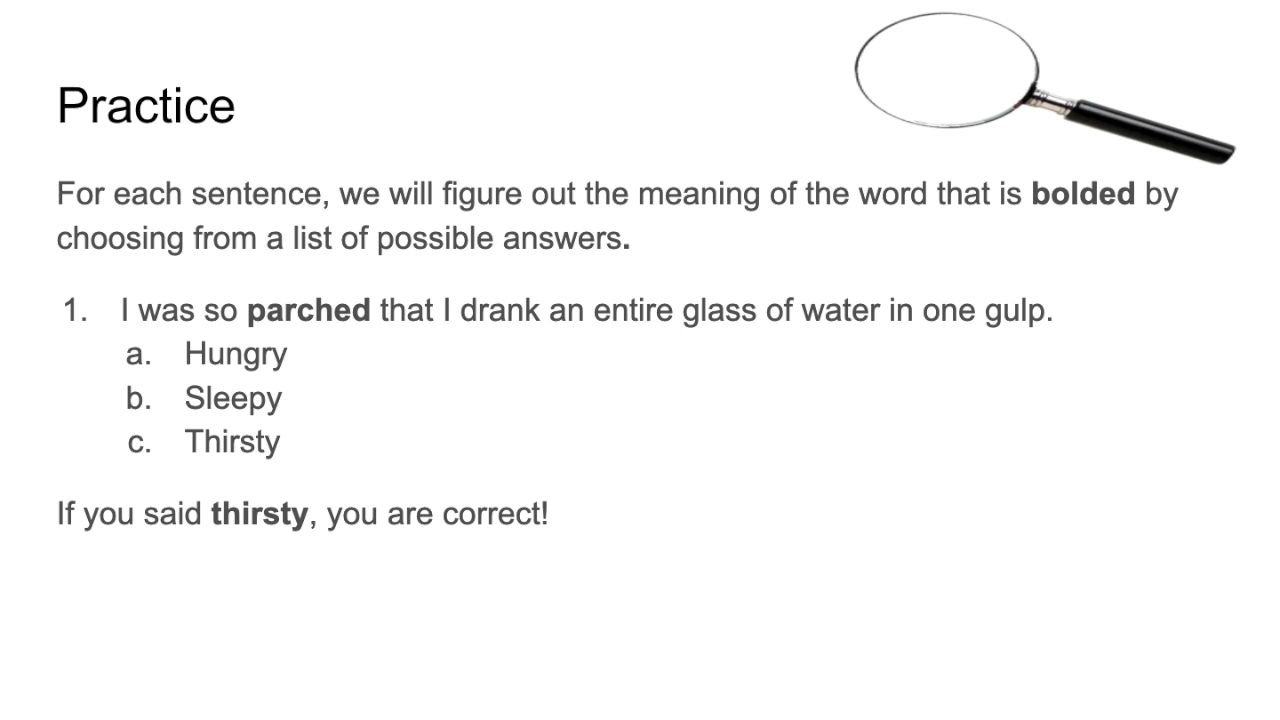 Practice
For each sentence, we will figure out the meaning of the word that is bolded by
choosing from a list of possible answers.
1. I was so parched that I drank an entire glass of water in one gulp.
a. Hungry
b. Sleepy
c. Thirsty
If you said thirsty, you are correct!